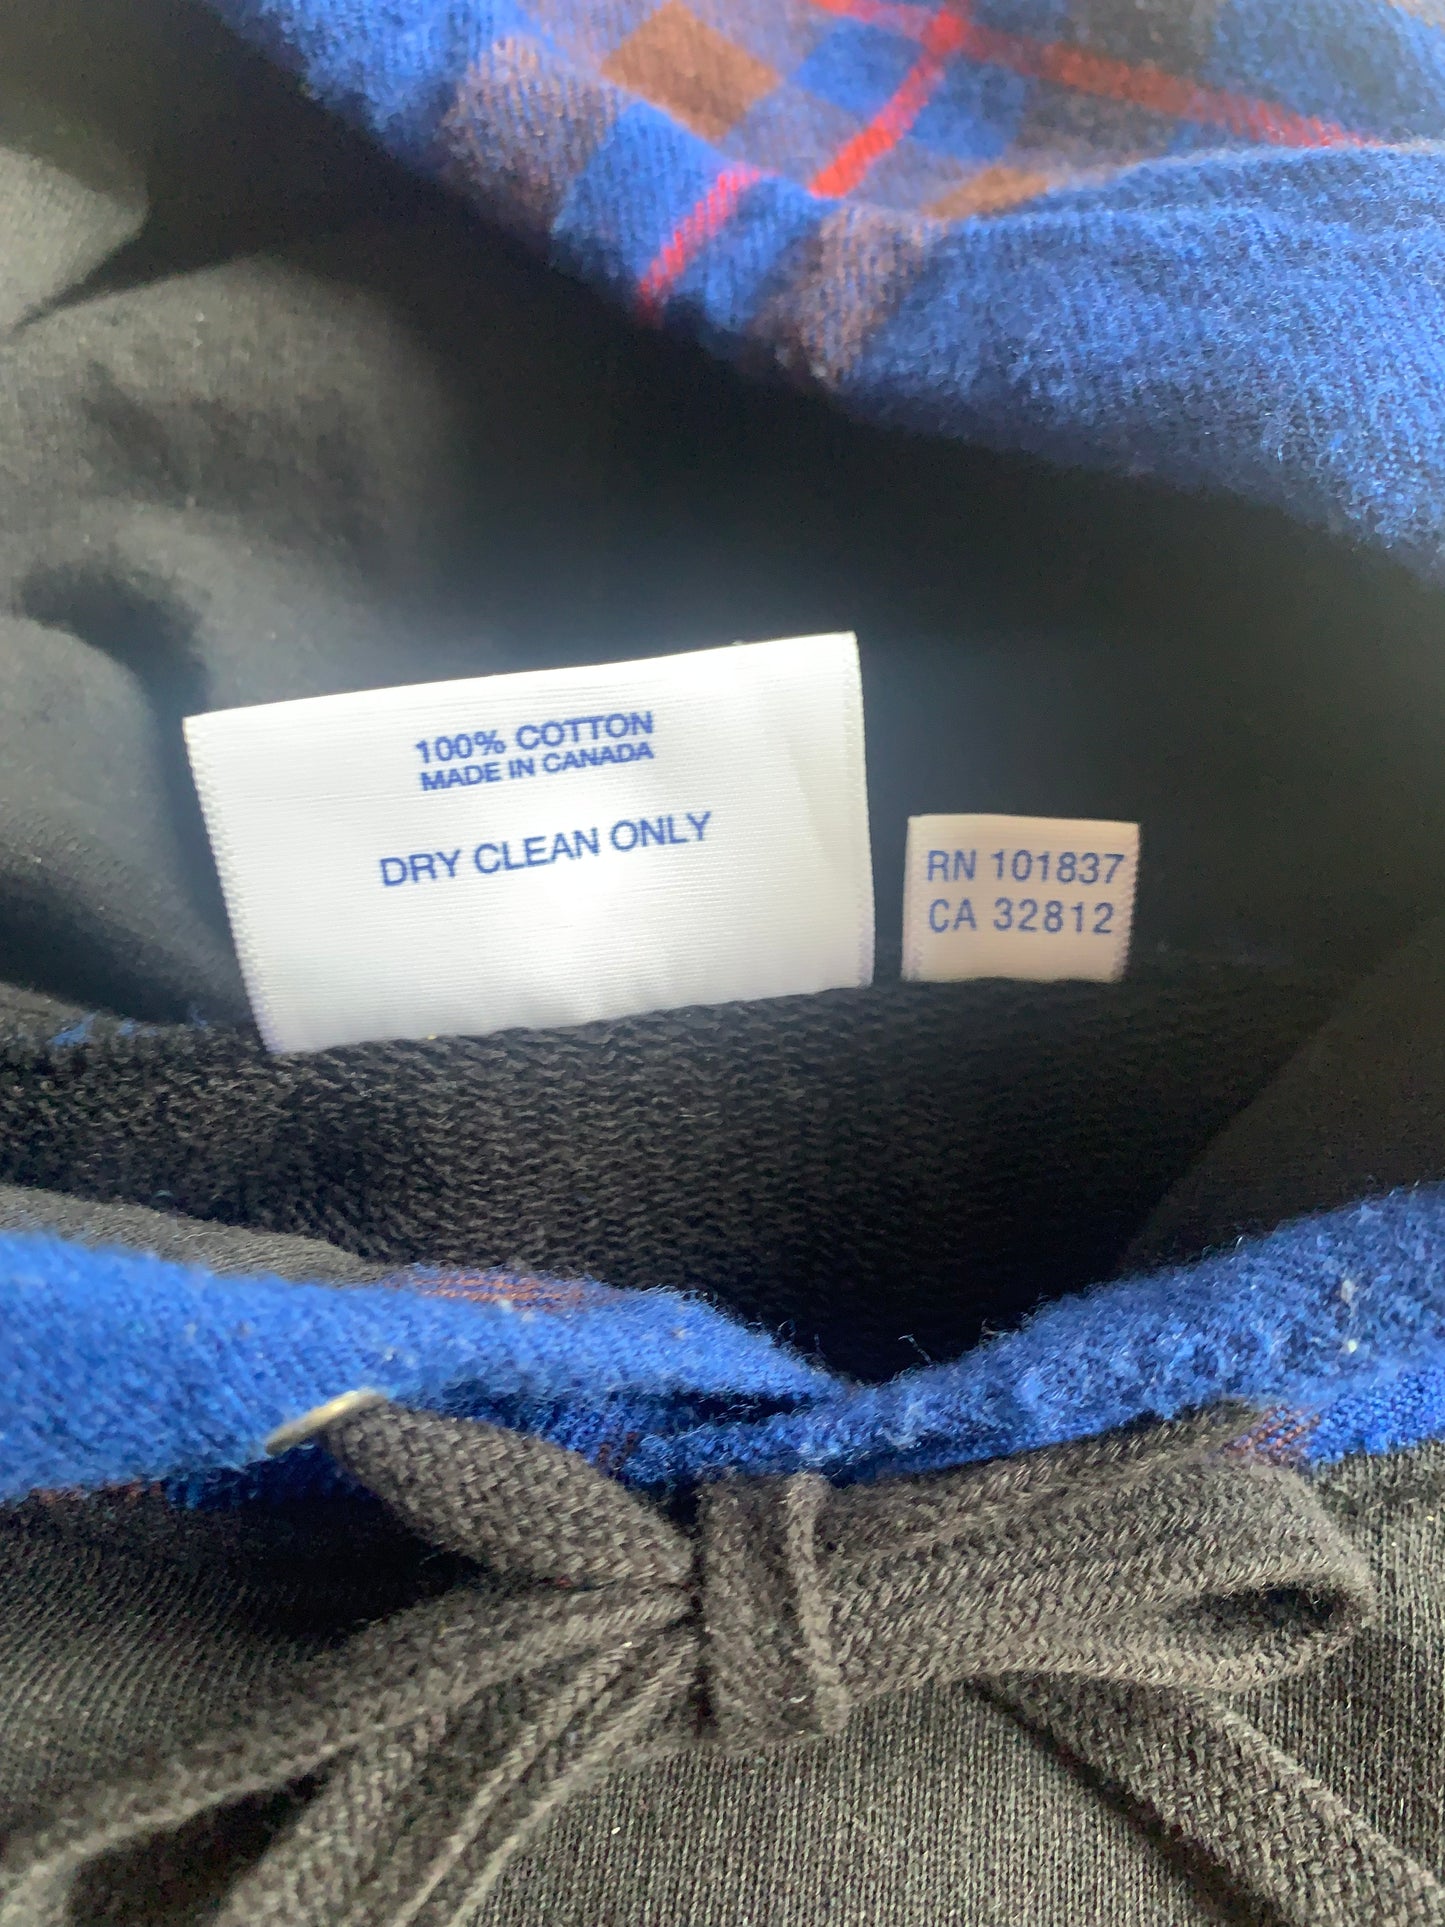 100% COTTON
MADE IN CANADA
DRY CLEAN ONLY
RN 101837
CA 32812